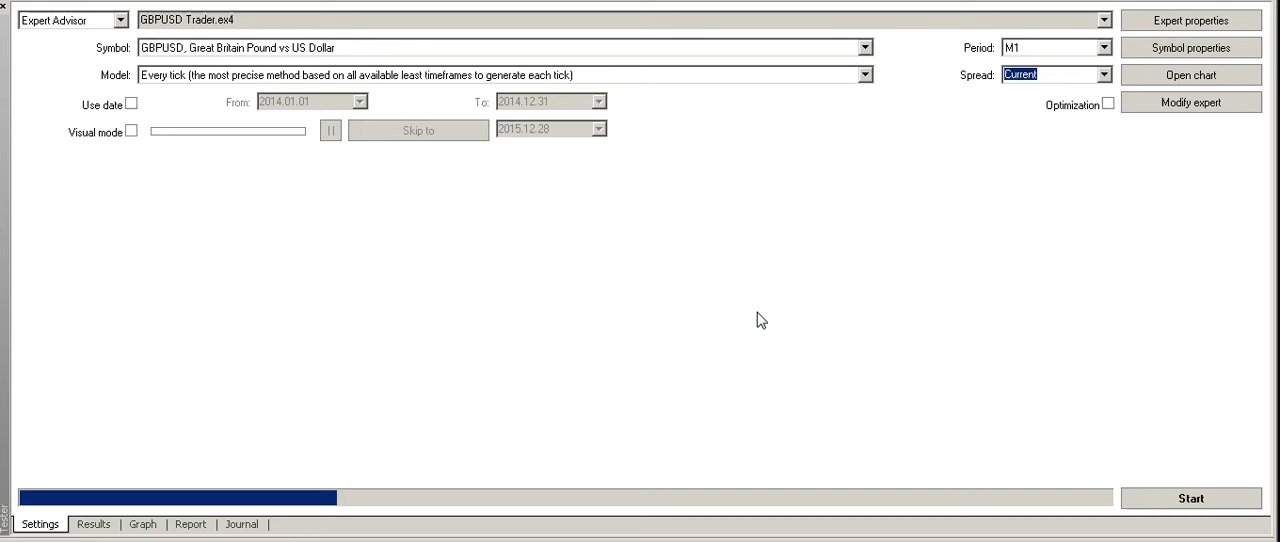 Expert Advisor GBPUSD Trader.ex4 Expert properties
Symbol: GBPUSD, Great Britain Pound vs US Dollar Period: M1 Symbol properties
Model: Every tick (the most precise method based on all available least timeframes to generate each tick) Spread: Current Open chart
Use date From: 2014.01.01 To: 2014.12.31 Optimization Modify expert
Visual mode Skip to 2015.12.28
Start
Settings Results Graph Report Journal
Tester